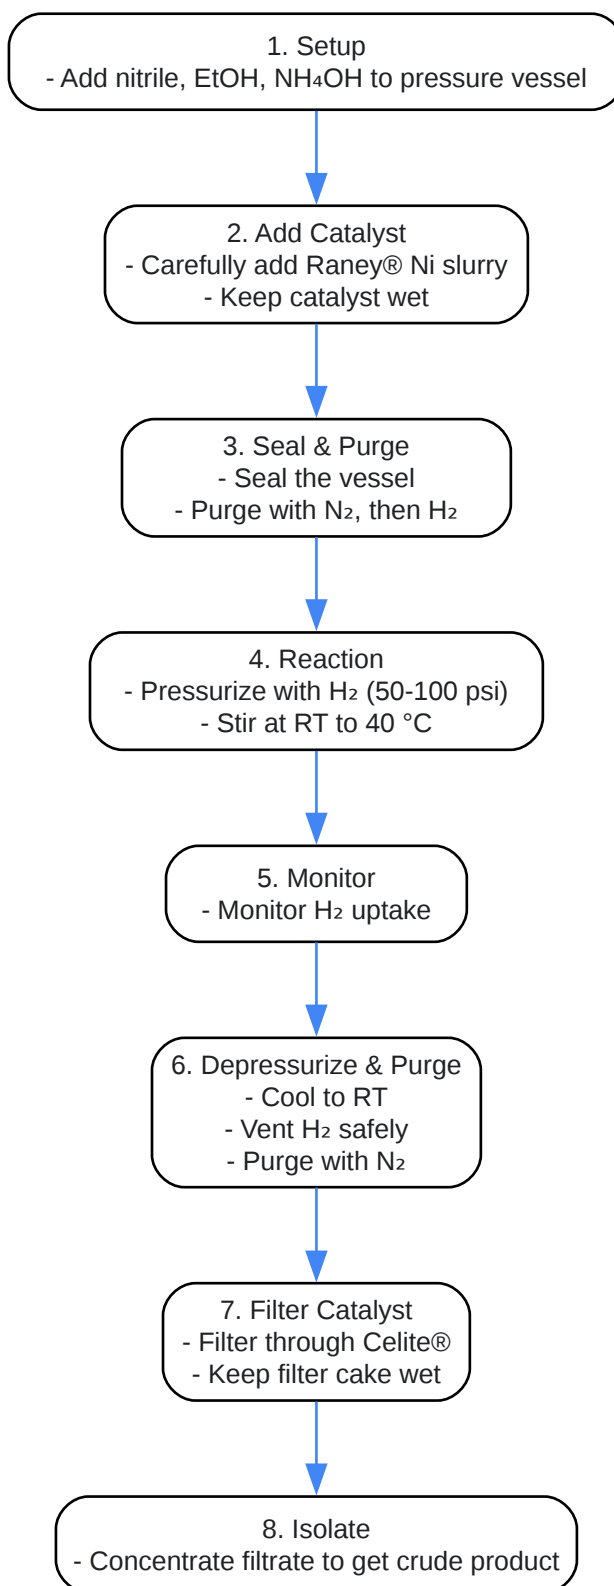 1. Setup
- Add nitrile, EtOH, NH₄OH to pressure vessel
2. Add Catalyst
- Carefully add Raney® Ni slurry
- Keep catalyst wet
3. Seal & Purge
- Seal the vessel
- Purge with N₂, then H₂
4. Reaction
- Pressurize with H₂ (50-100 psi)
- Stir at RT to 40 °C
5. Monitor
- Monitor H₂ uptake
6. Depressurize & Purge
- Cool to RT
- Vent H₂ safely
- Purge with N₂
7. Filter Catalyst
- Filter through Celite®
- Keep filter cake wet
8. Isolate
- Concentrate filtrate to get crude product